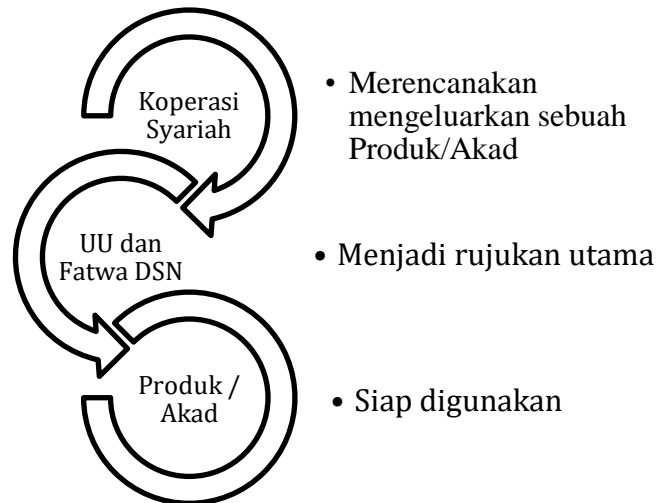 Koperasi
Syariah
• Merencanakan
mengeluarkan sebuah
Produk/Akad
UU dan
Fatwa DSN
• Menjadi rujukan utama
Produk /
Akad
• Siap digunakan